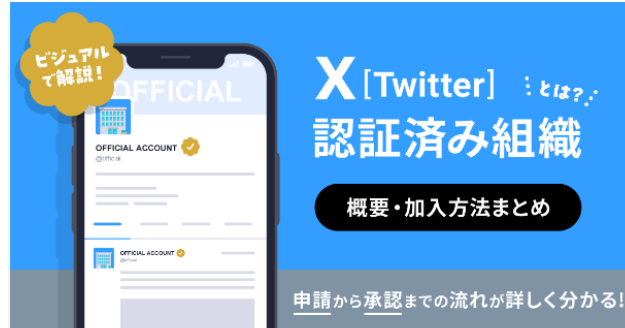 ビジュアル
で解説!
OFFICIAL
OFFICIAL ACCOUNT
@official
OFFICIAL ACCOUNT
@official
X [Twitter]
とは?
認証済み組織
概要・加入方法まとめ
申請から承認までの流れが詳しく分かる!